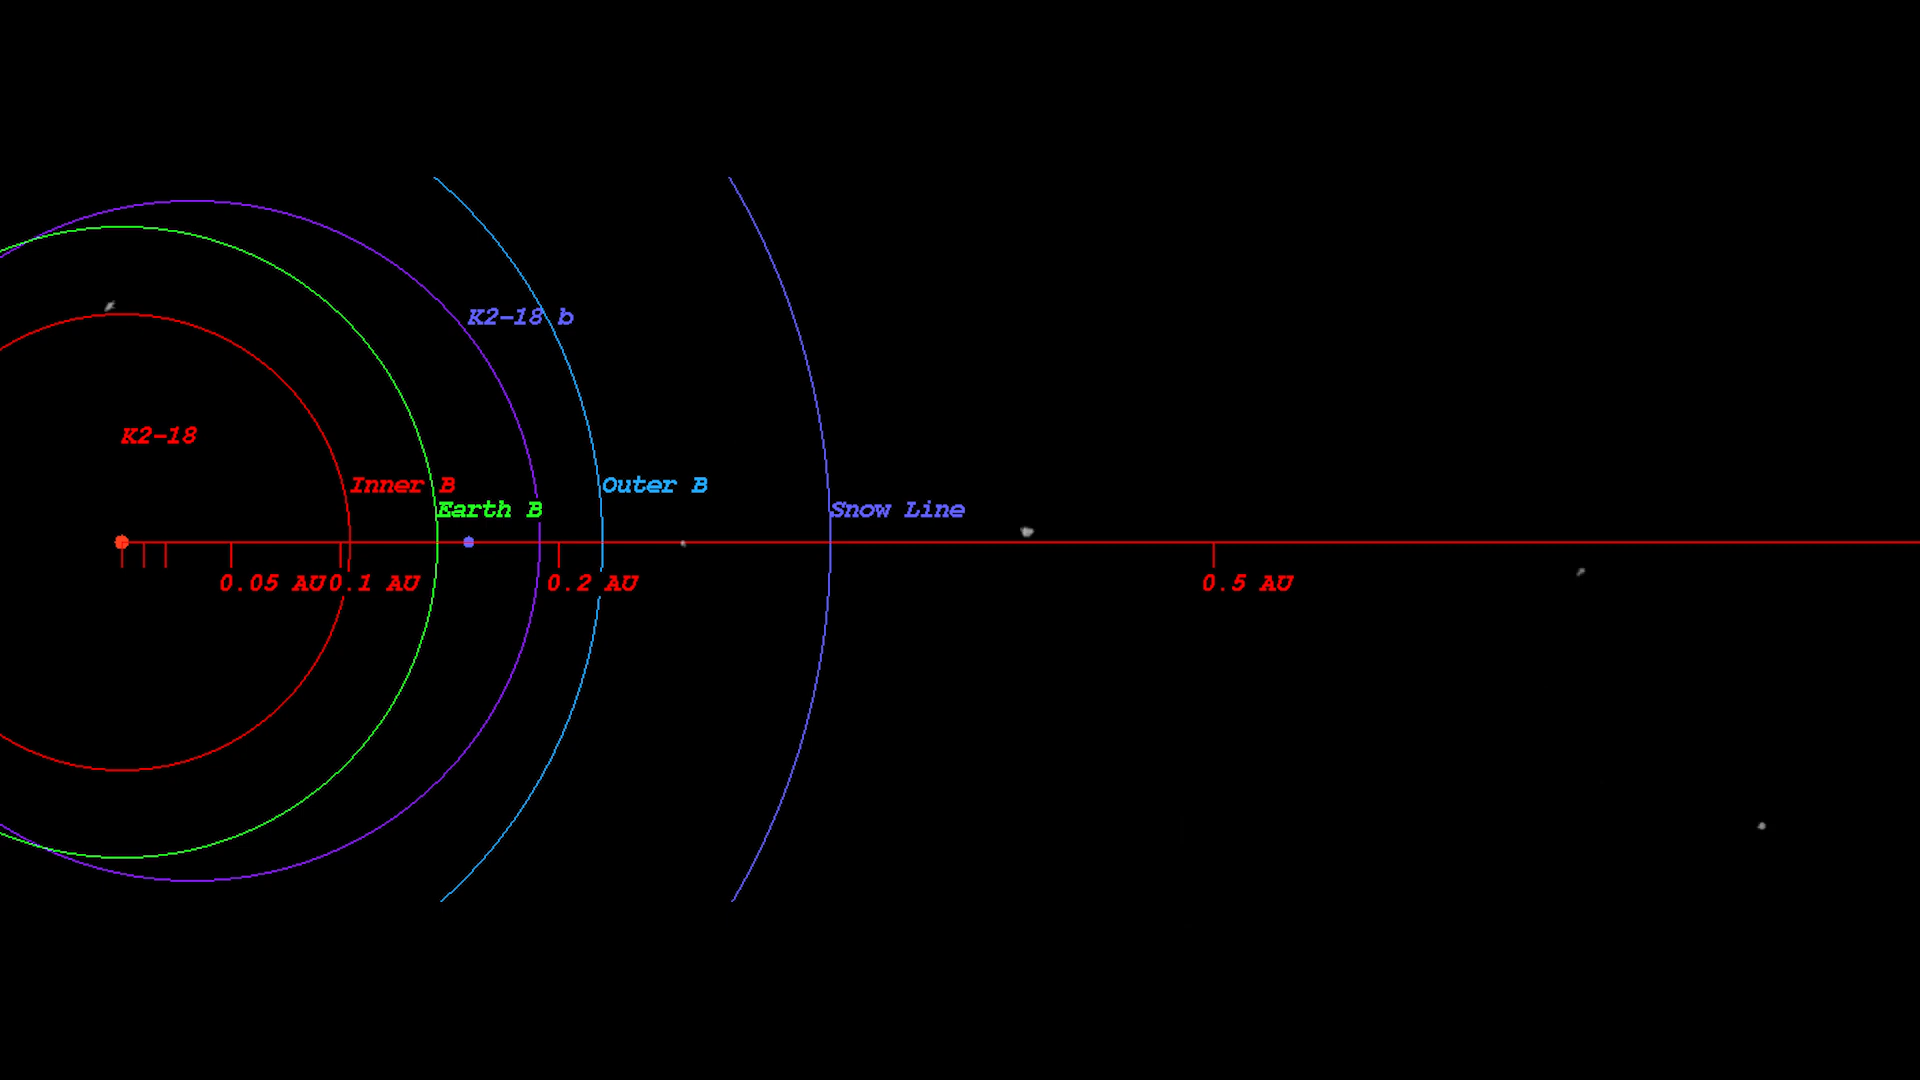 K2-18 b
K2-18
Inner B
Outer B
Earth B
Snow Line
0.05 AU
0.1 AU
0.2 AU
0.5 AU